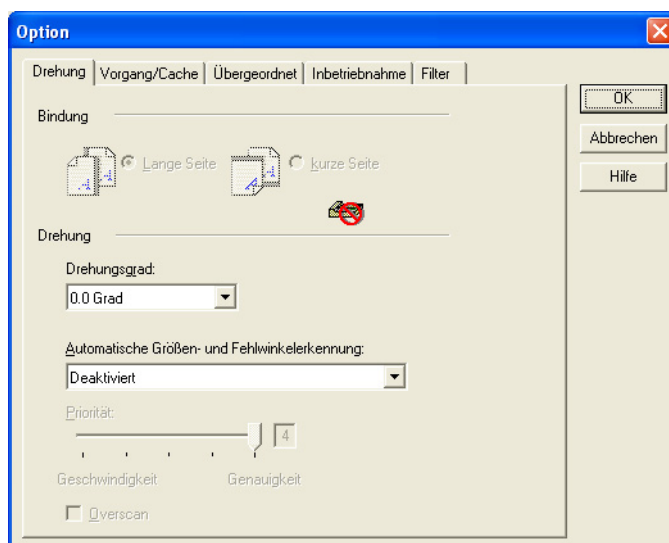 Option
Drehung Vorgang/Cache Übergeordnet Inbetriebnahme Filter
OK
Abbrechen
Hilfe
Bindung
Lange Seite kurze Seite
Drehung
Drehungsgrad:
0.0 Grad
Automatische Größen- und Fehlwinkelerkennung:
Deaktiviert
Priorität:
4
Geschwindigkeit Genauigkeit
Overscan